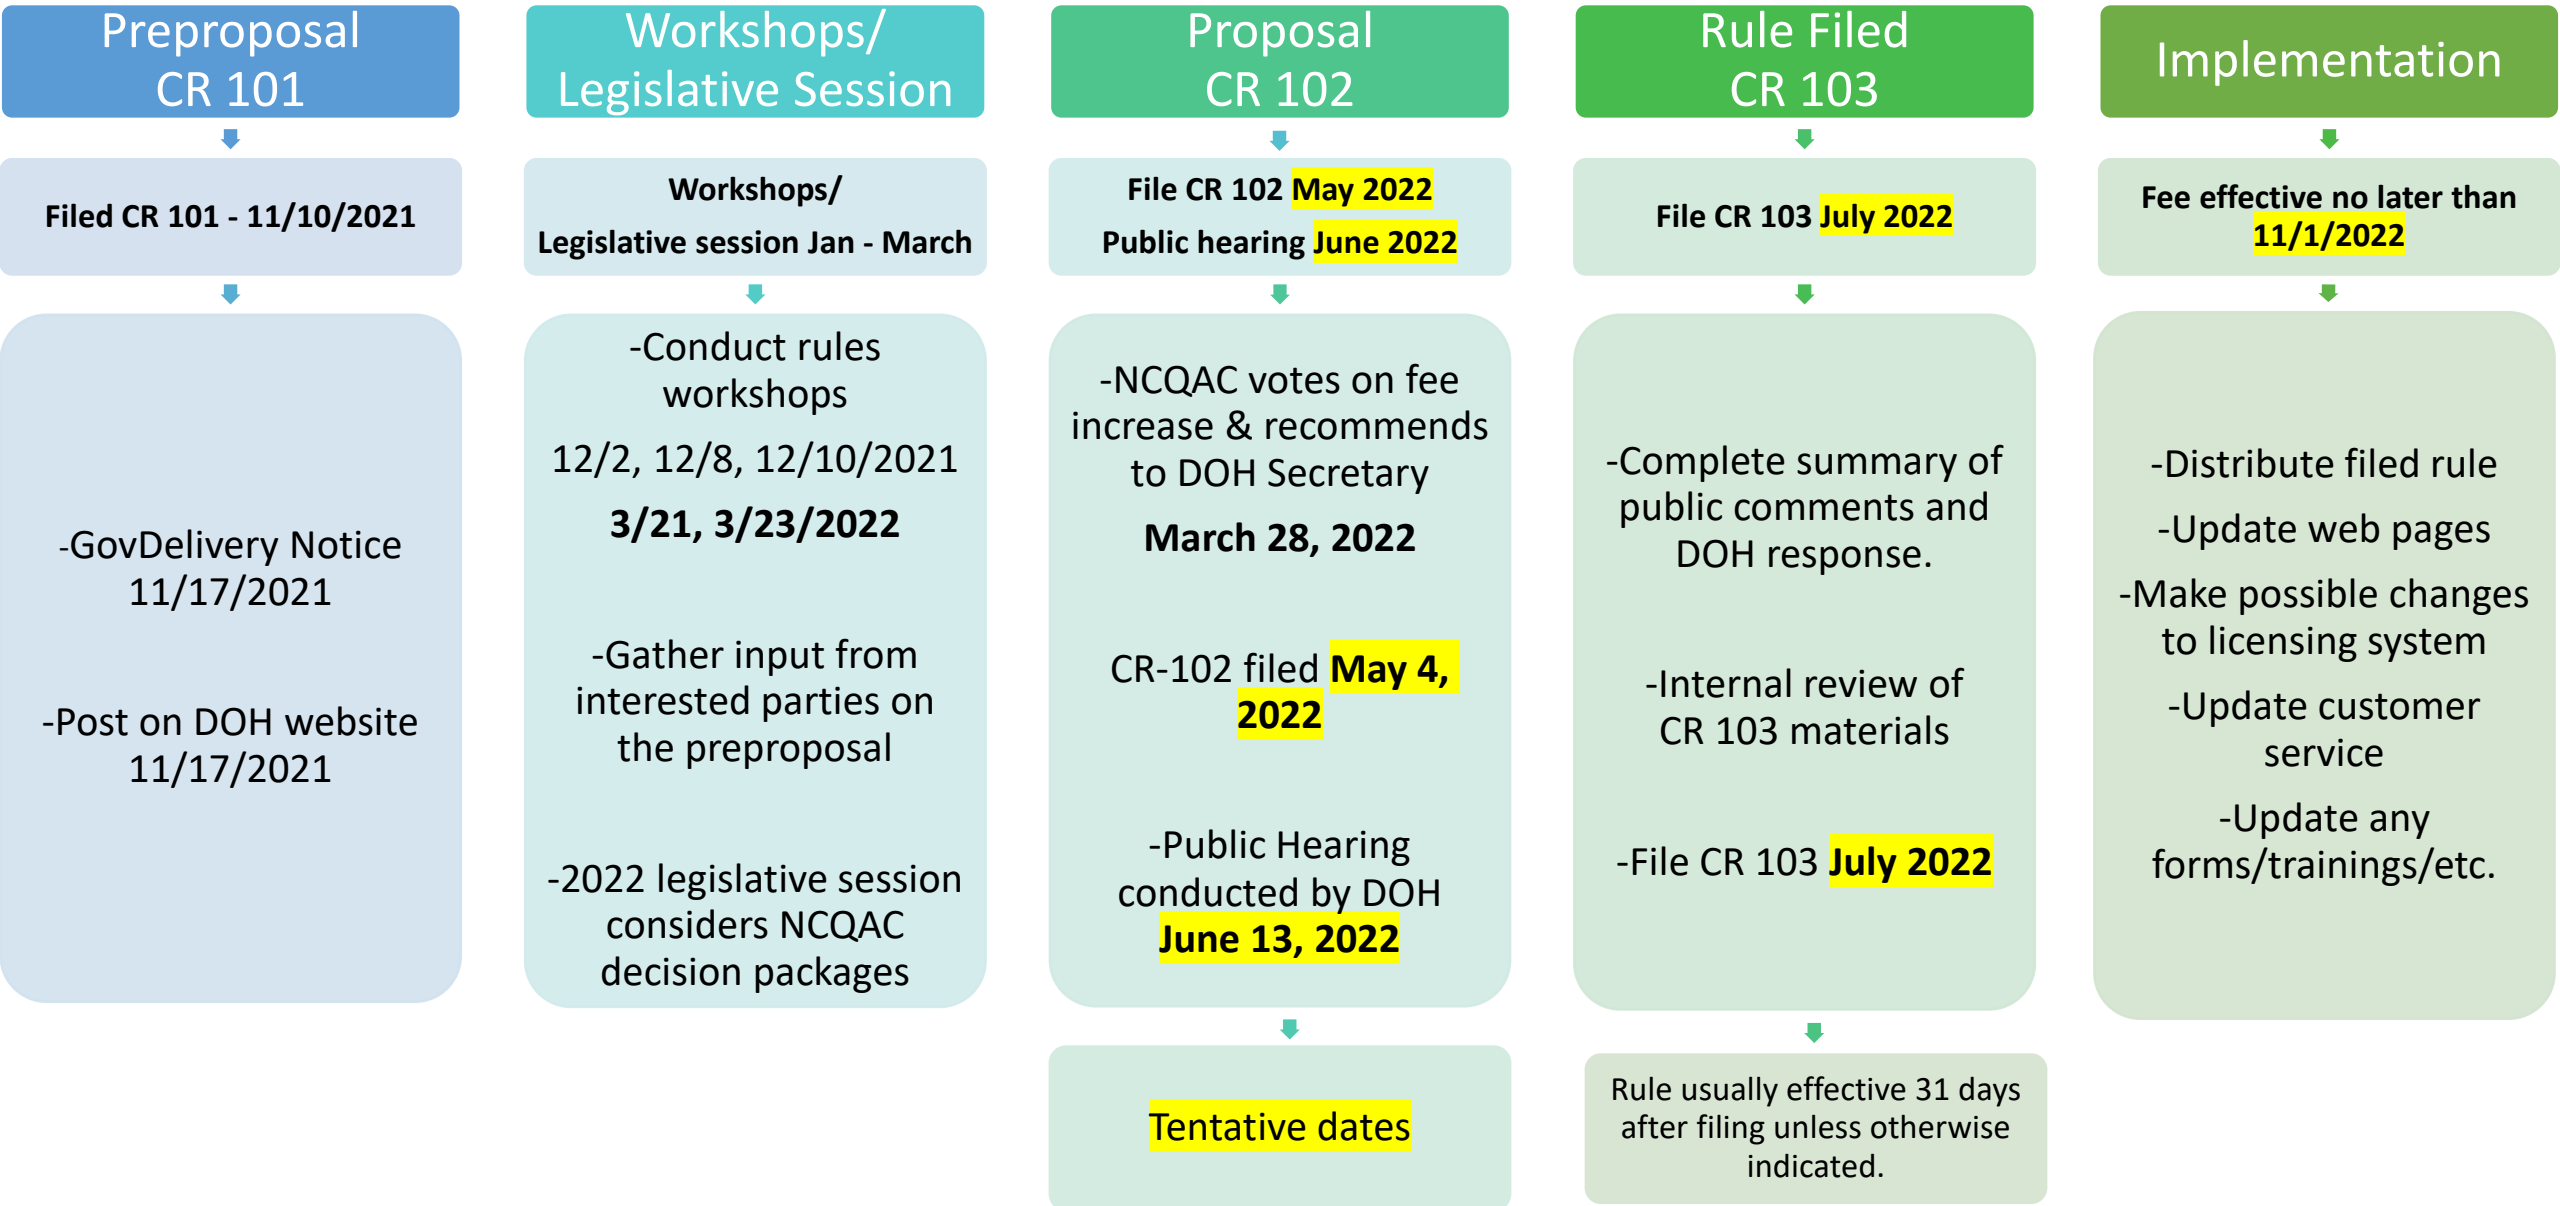 Preproposal
CR 101
Filed CR 101 - 11/10/2021
-GovDelivery Notice
11/17/2021
-Post on DOH website
11/17/2021
Workshops/
Legislative Session
Workshops/
Legislative session Jan - March
-Conduct rules
workshops
12/2, 12/8, 12/10/2021
3/21, 3/23/2022
-Gather input from
interested parties on
the preproposal
-2022 legislative session
considers NCQAC
decision packages
Proposal
CR 102
File CR 102 May 2022
Public hearing June 2022
-NCQAC votes on fee
increase & recommends
to DOH Secretary
March 28, 2022
CR-102 filed May 4,
2022
-Public Hearing
conducted by DOH
June 13, 2022
Tentative dates
Rule Filed
CR 103
File CR 103 July 2022
-Complete summary of
public comments and
DOH response.
-Internal review of
CR 103 materials
-File CR 103 July 2022
Rule usually effective 31 days
after filing unless otherwise
indicated.
Implementation
Fee effective no later than
11/1/2022
-Distribute filed rule
-Update web pages
-Make possible changes
to licensing system
-Update customer
service
-Update any
forms/trainings/etc.